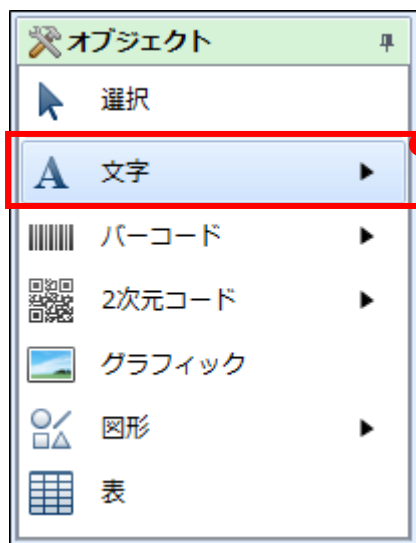 オブジェクト
選択
文字
バーコード
2次元コード
グラフィック
図形
表